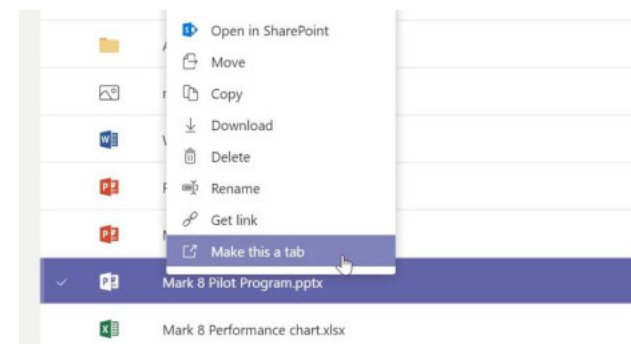 Open in SharePoint
Move
Copy
Download
Delete
Rename
Get link
Make this a tab
Mark 8 Pilot Program.pptx
Mark 8 Performance chart.xlsx